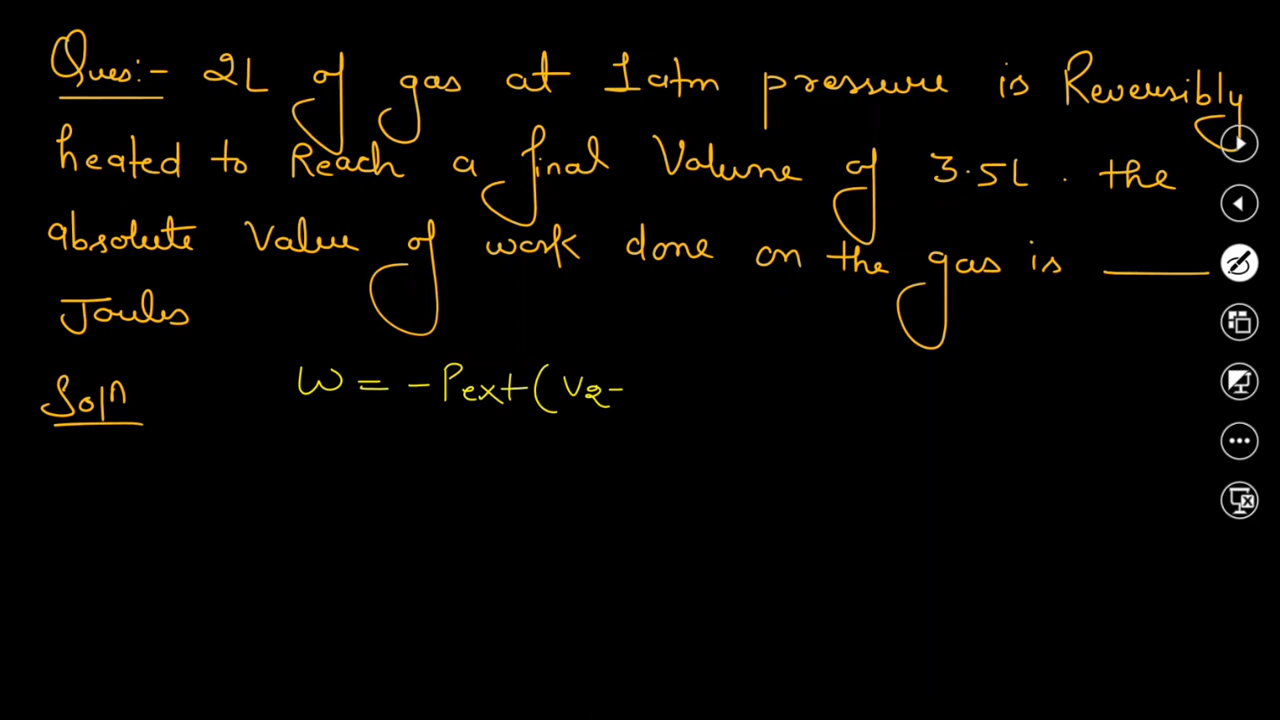 Ques:- 2L of gas at 1atm pressure is Reversibly
heated to Reach a final Volume of 3.5L. the
absolute Value of work done on the gas is _____
Joules
Soln W = -Pext(V2-